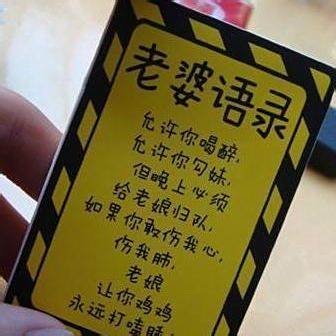 老婆语录
允许你喝醉,
允许你勾妹,
但晚上必须
给老娘归队,
如果你敢伤我心,
伤我肺,
老娘
让你鸡鸡
永远打嗑睡